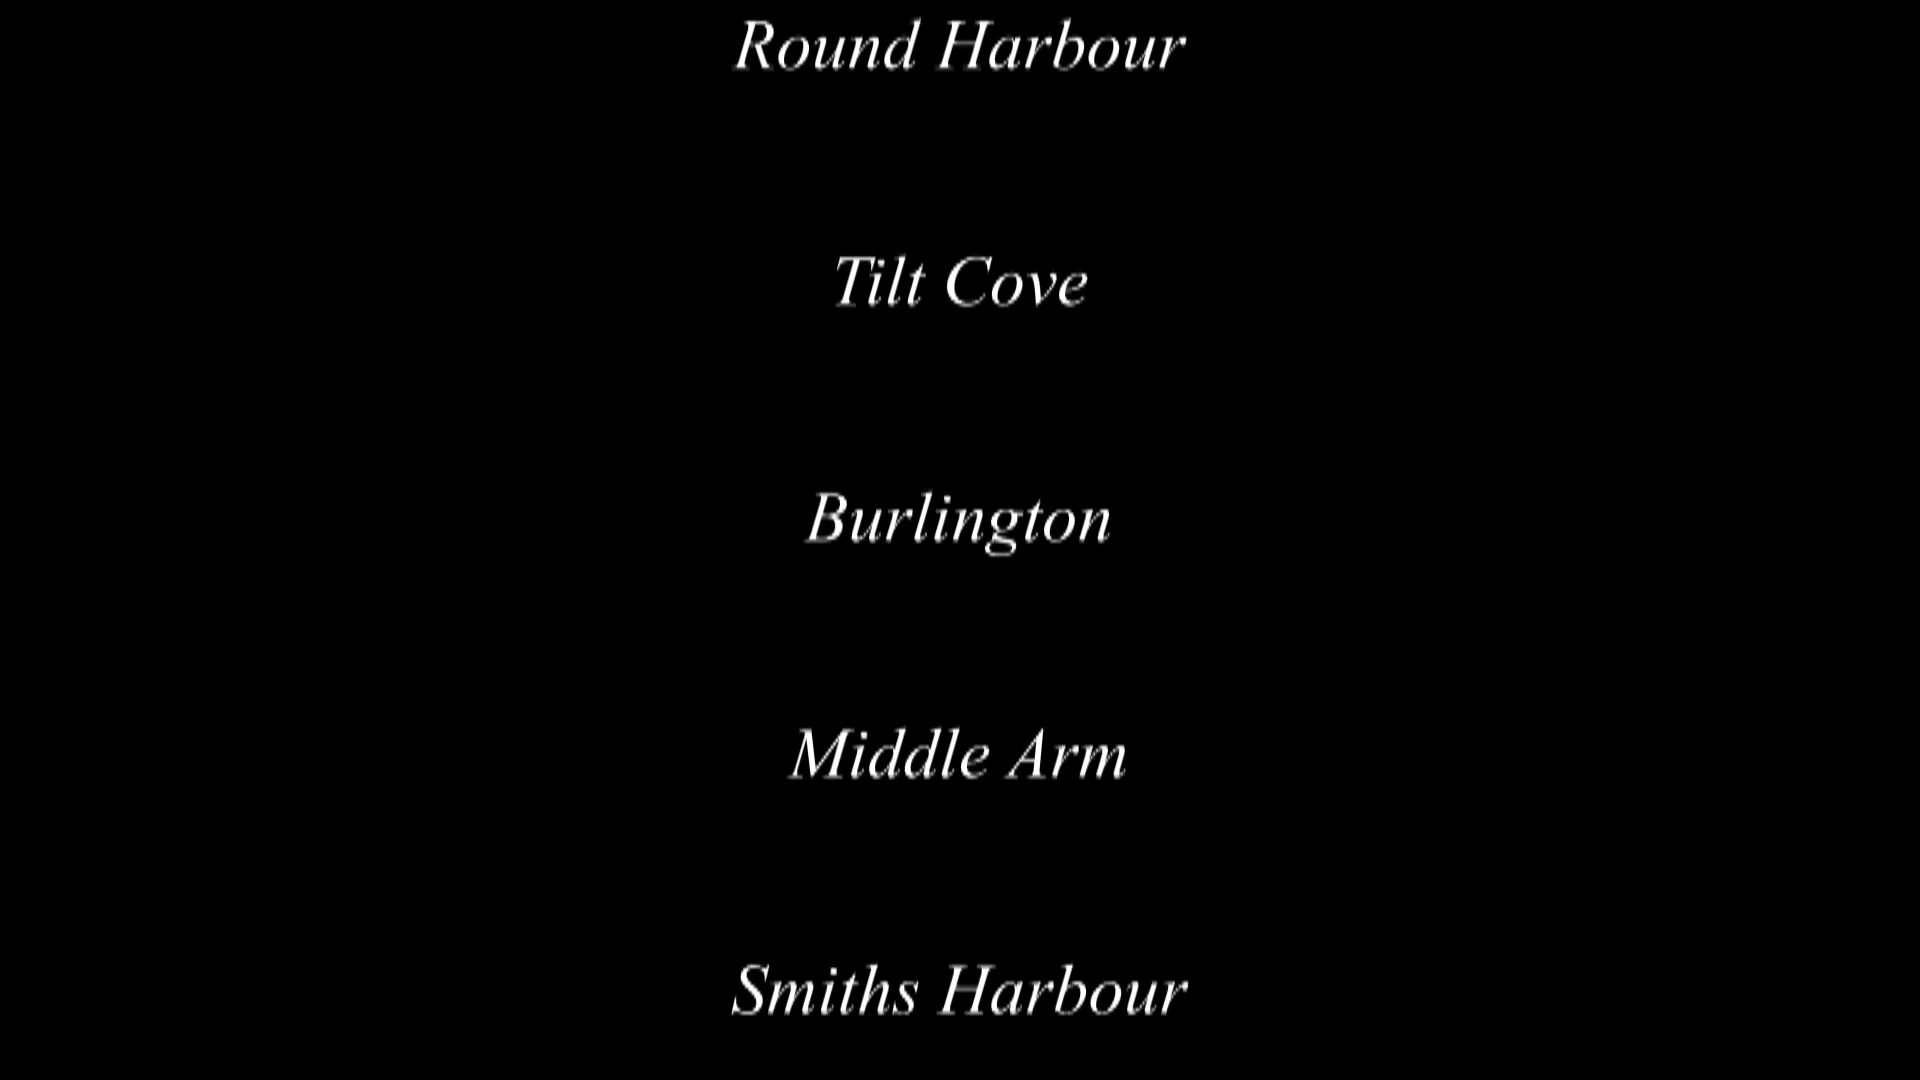 Round Harbour
Tilt Cove
Burlington
Middle Arm
Smiths Harbour